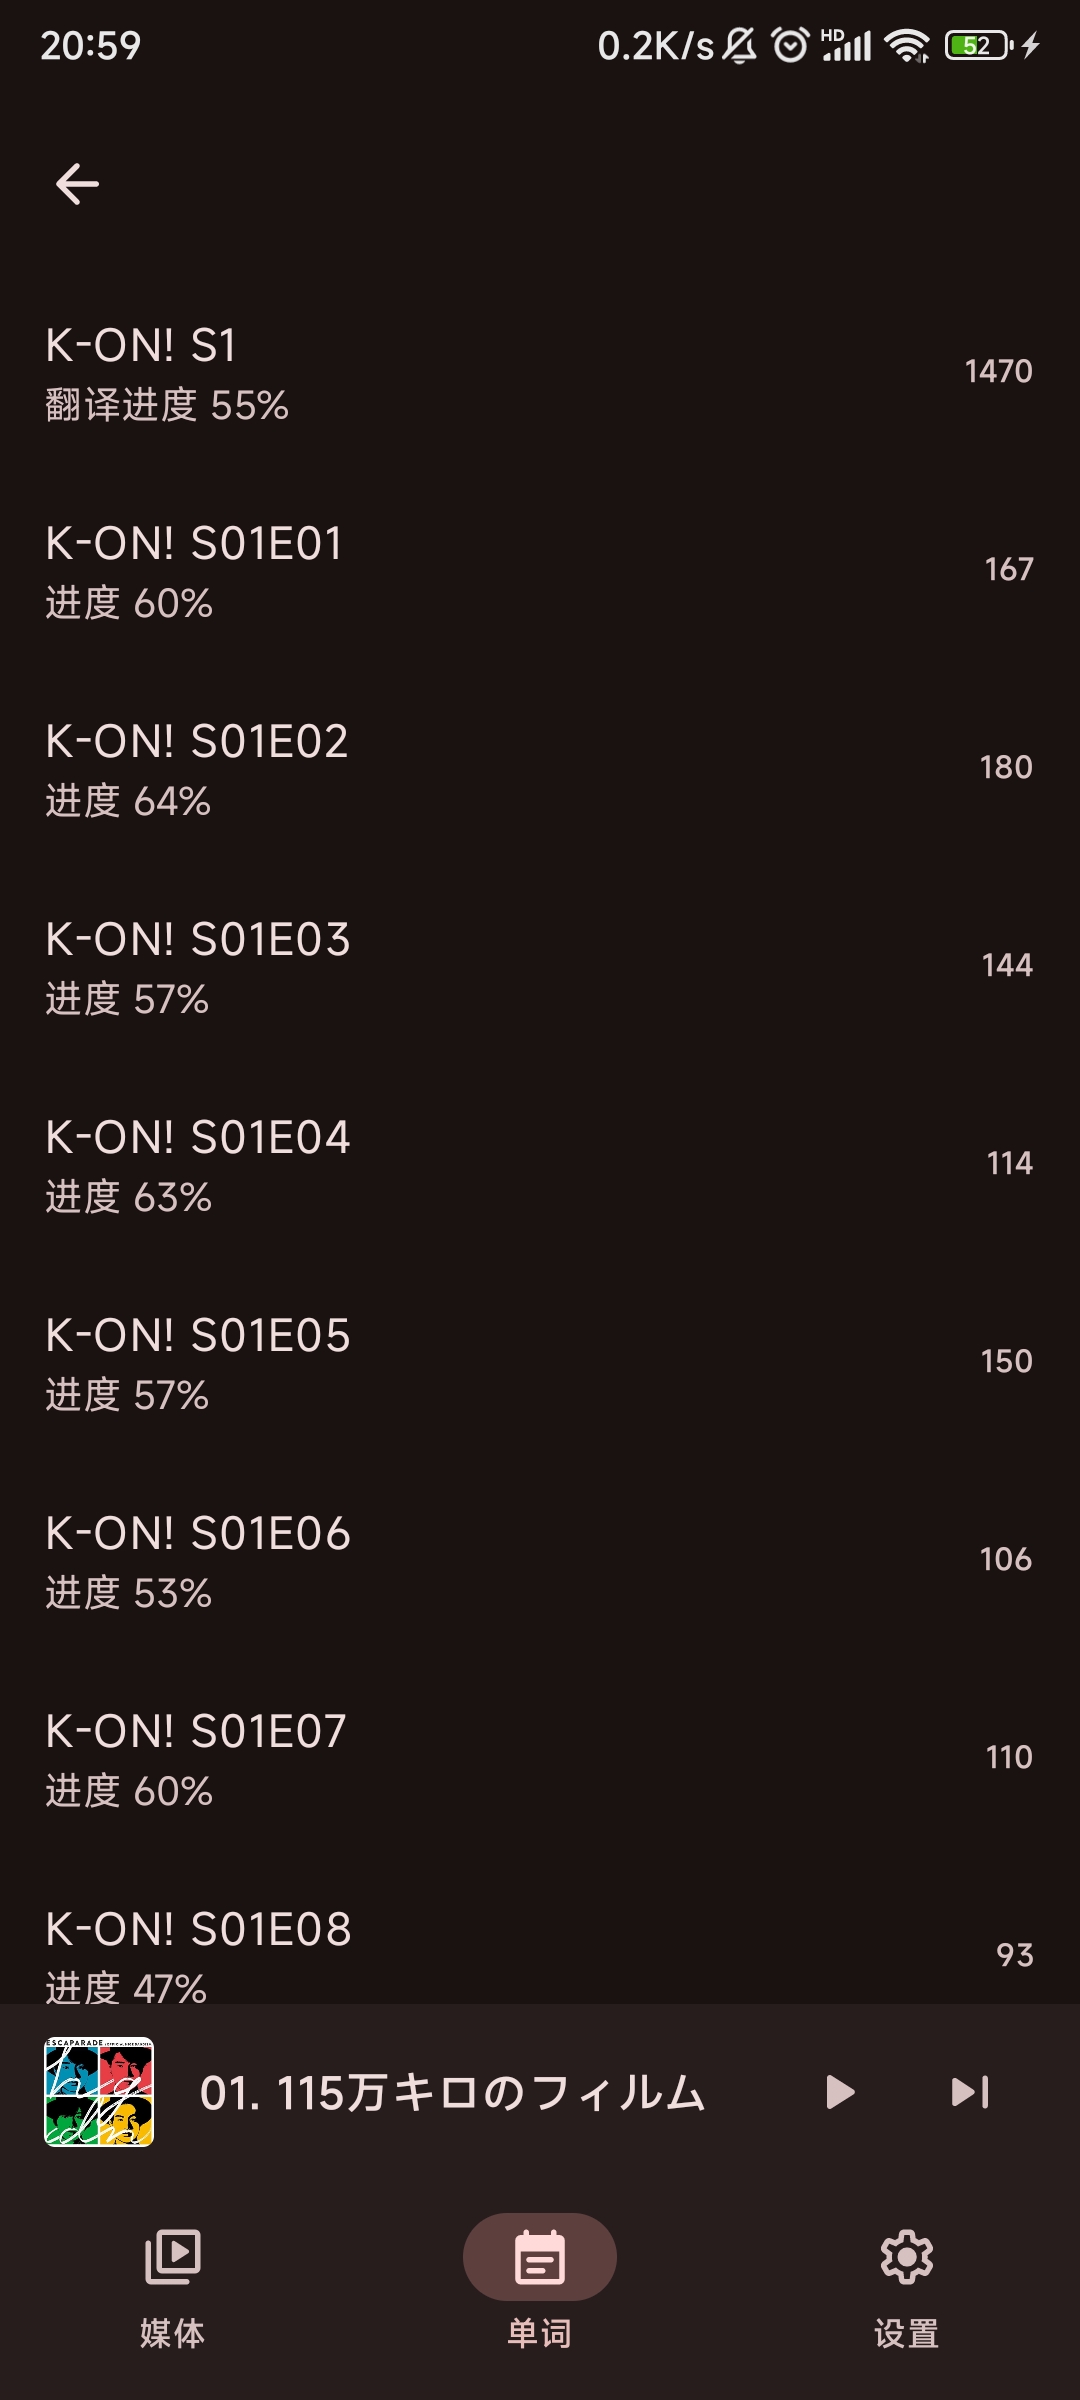 20:59
0.2K/s
HD
52
K-ON! S1
翻译进度 55%
1470
K-ON! S01E01
进度 60%
167
K-ON! S01E02
进度 64%
180
K-ON! S01E03
进度 57%
144
K-ON! S01E04
进度 63%
114
K-ON! S01E05
进度 57%
150
K-ON! S01E06
进度 53%
106
K-ON! S01E07
进度 60%
110
K-ON! S01E08
进度 47%
93
ESCAPARADE
01. 115万キロのフィルム
媒体
单词
设置